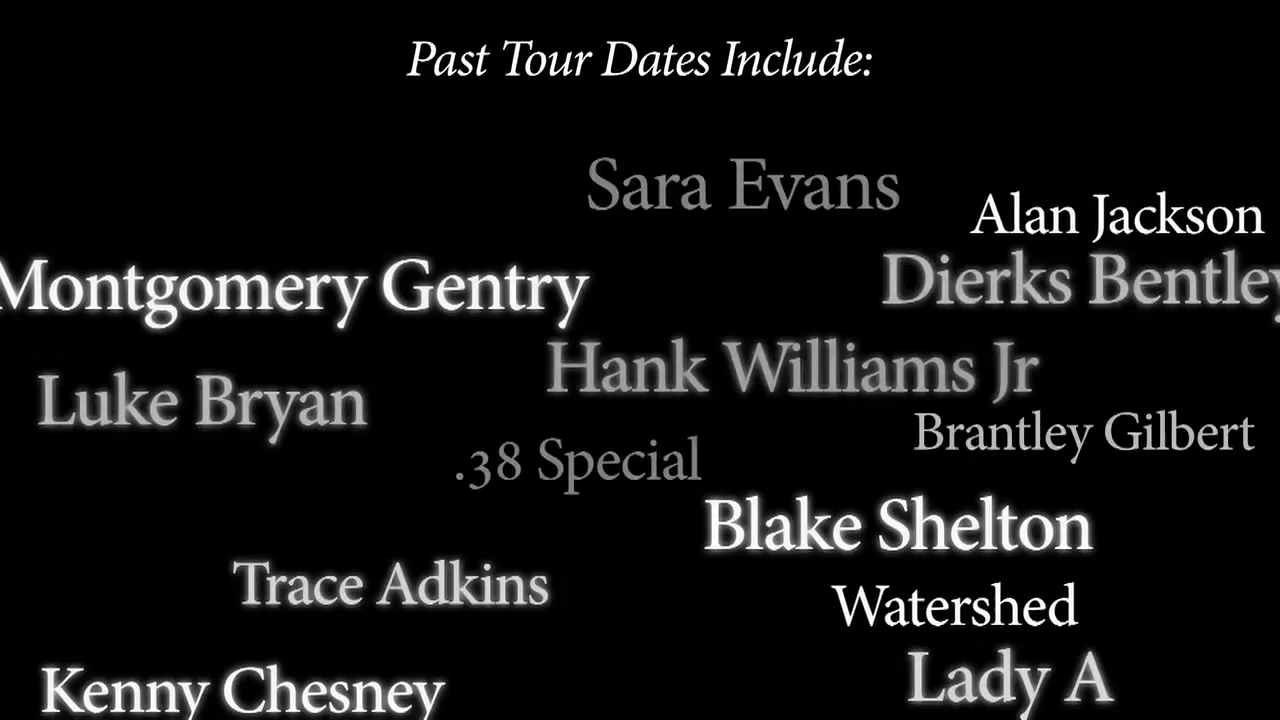 Past Tour Dates Include:
Sara Evans
Alan Jackson
Montgomery Gentry
Dierks Bentley
Hank Williams Jr
Luke Bryan
Brantley Gilbert
.38 Special
Blake Shelton
Trace Adkins
Watershed
Lady A
Kenny Chesney